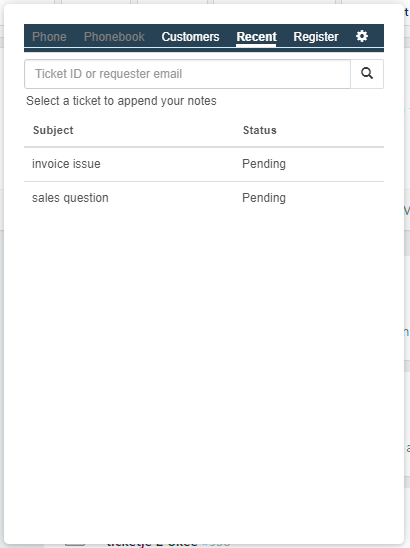 Phone Phonebook Customers Recent Register
Ticket ID or requester email
Select a ticket to append your notes
Subject Status
invoice issue Pending
sales question Pending